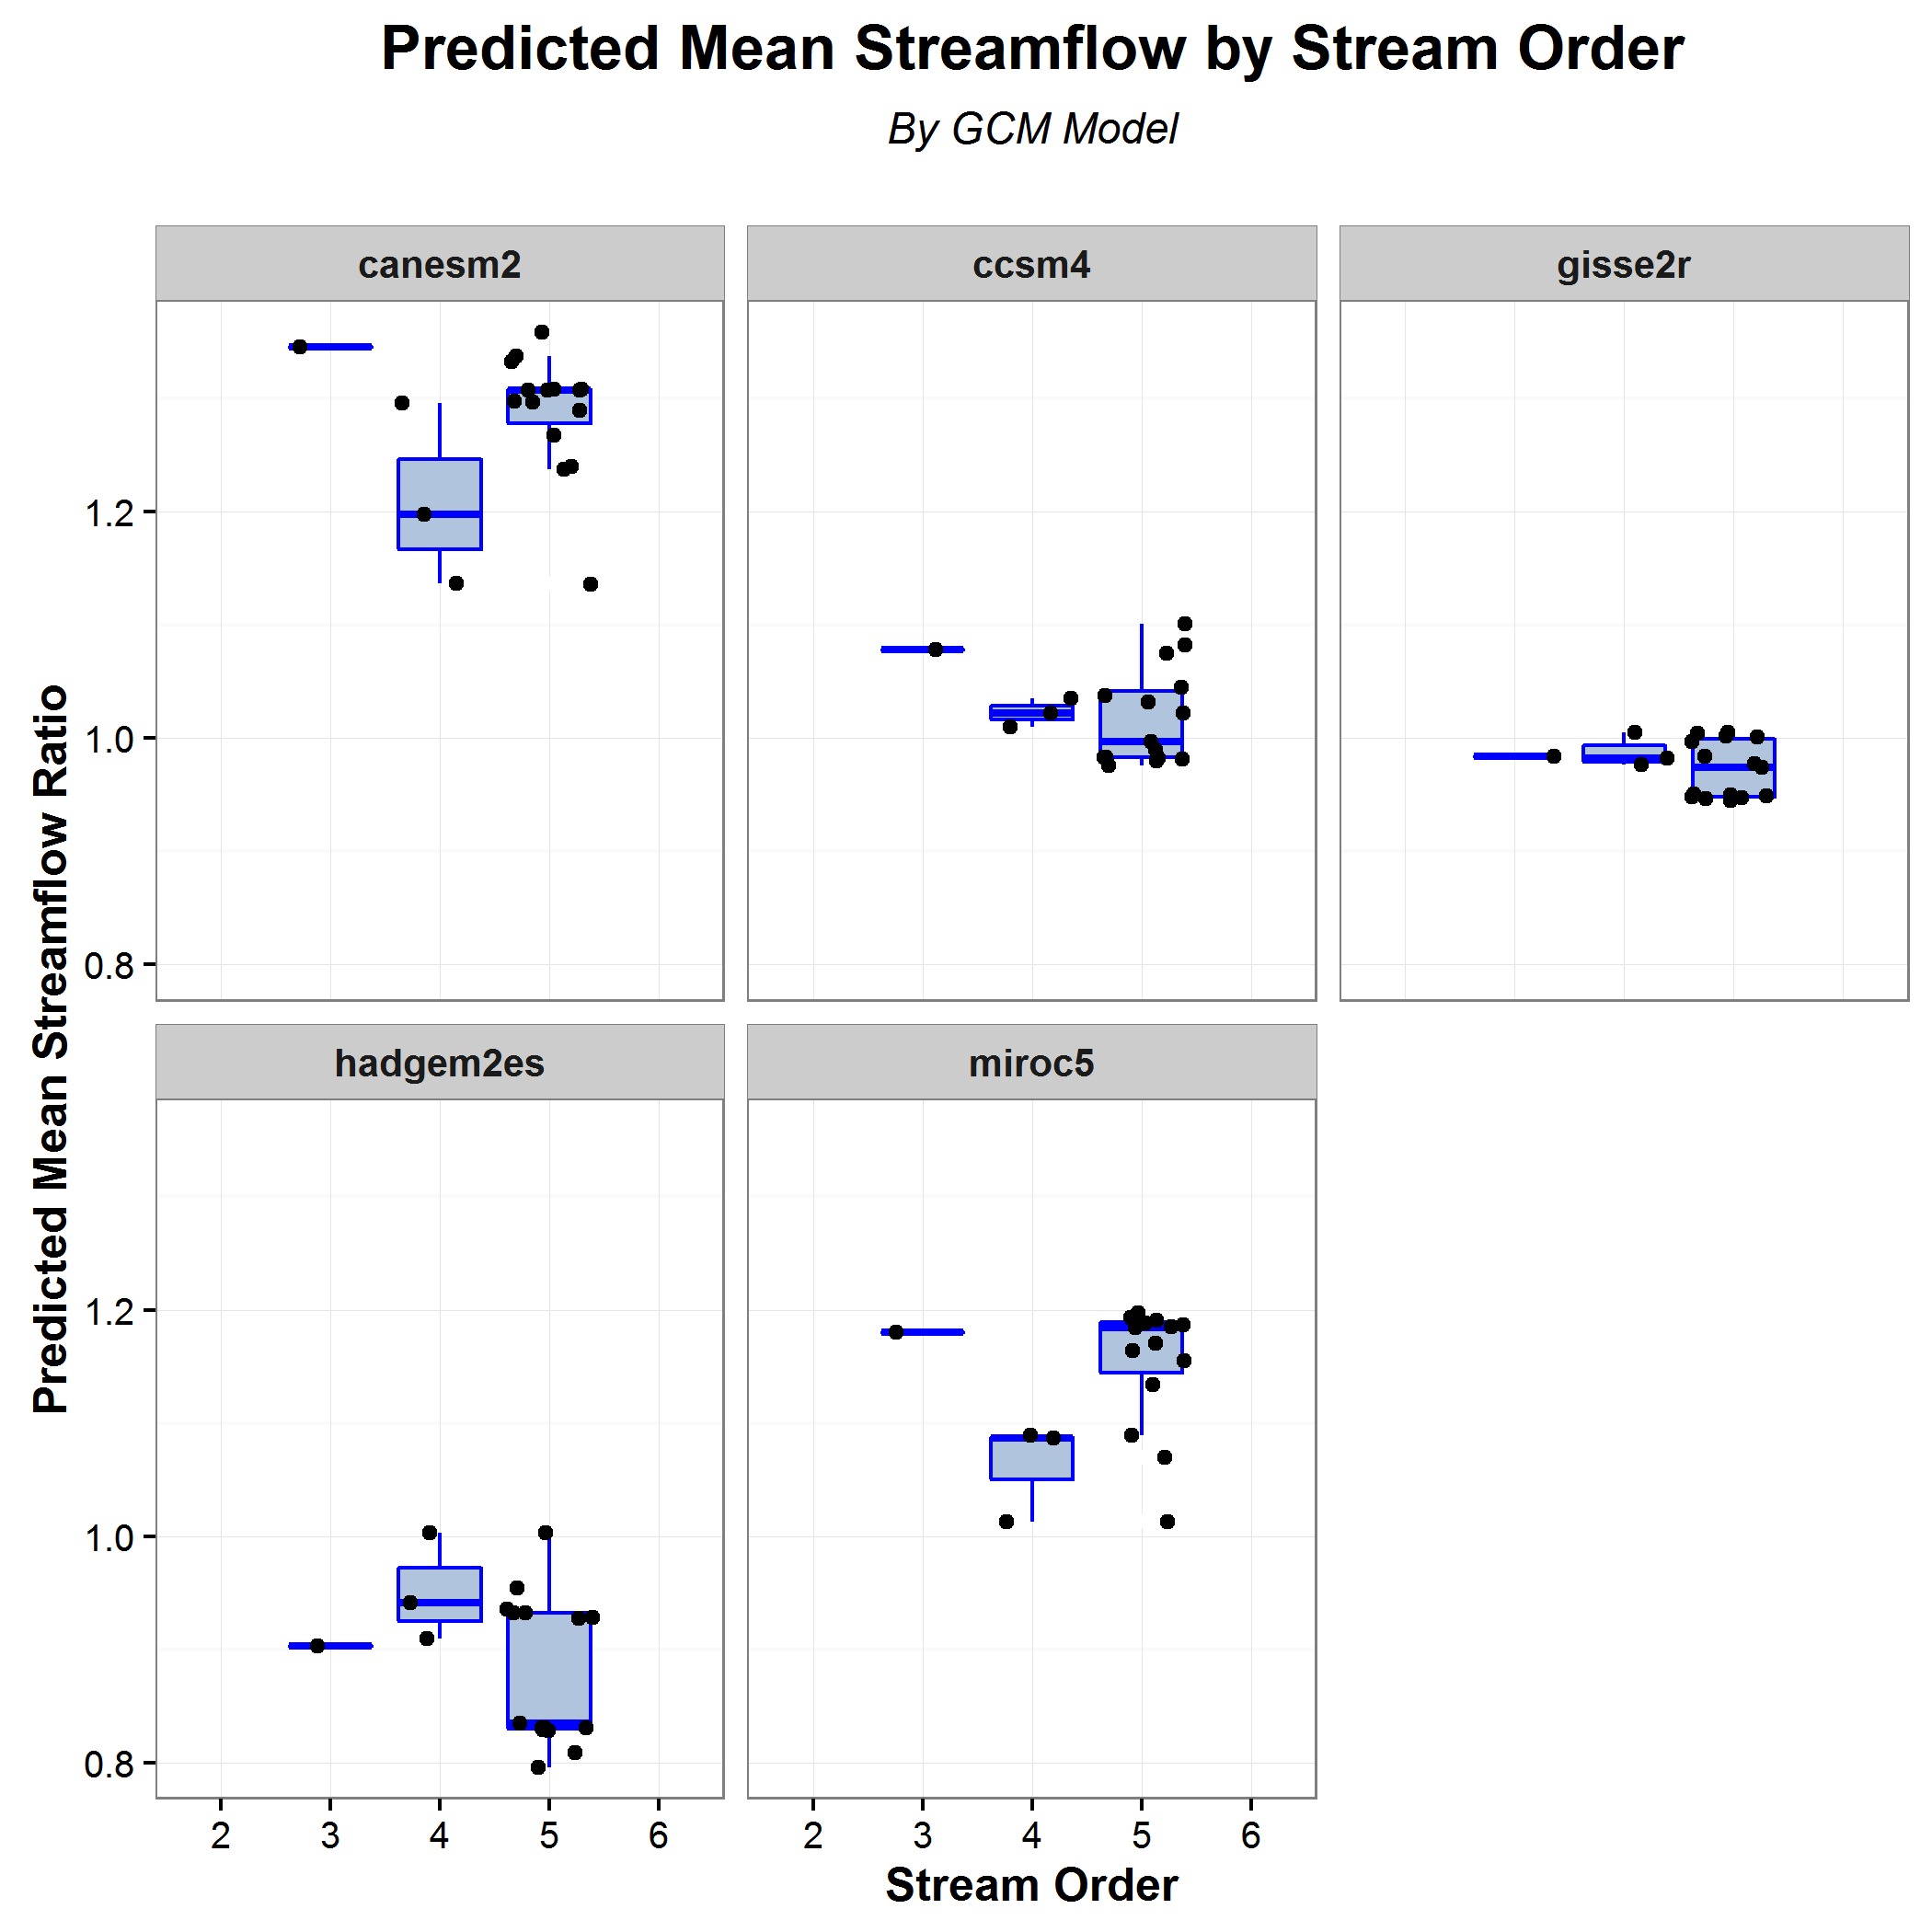 Predicted Mean Streamflow by Stream Order
By GCM Model
canesm2
ccsm4
gisse2r
1.2
1.0
0.8
hadgem2es
miroc5
1.2
1.0
0.8
2 3 4 5 6
2 3 4 5 6
Stream Order
Predicted Mean Streamflow Ratio